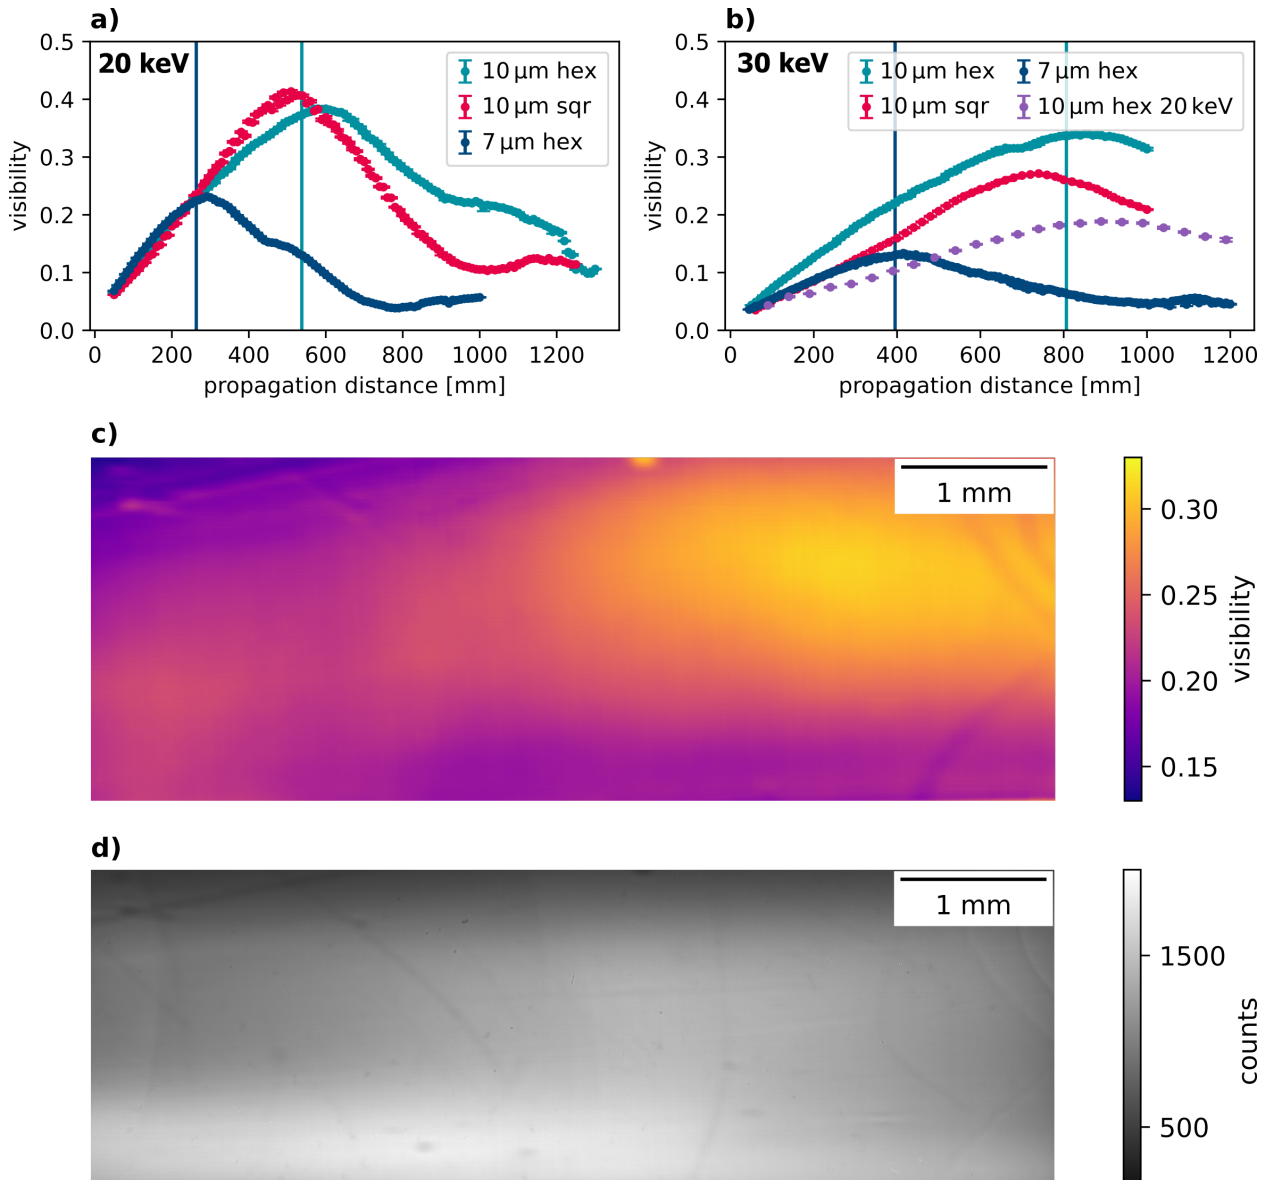 a)
20 keV
10 µm hex
10 µm sqr
7 µm hex
0.5
0.4
0.3
0.2
0.1
0.0
visibility
0 200 400 600 800 1000 1200
propagation distance [mm]
b)
30 keV
10 µm hex 7 µm hex
10 µm sqr 10 µm hex 20 keV
0.5
0.4
0.3
0.2
0.1
0.0
visibility
0 200 400 600 800 1000 1200
propagation distance [mm]
c)
1 mm
0.30
0.25
0.20
0.15
visibility
d)
1 mm
1500
500
counts